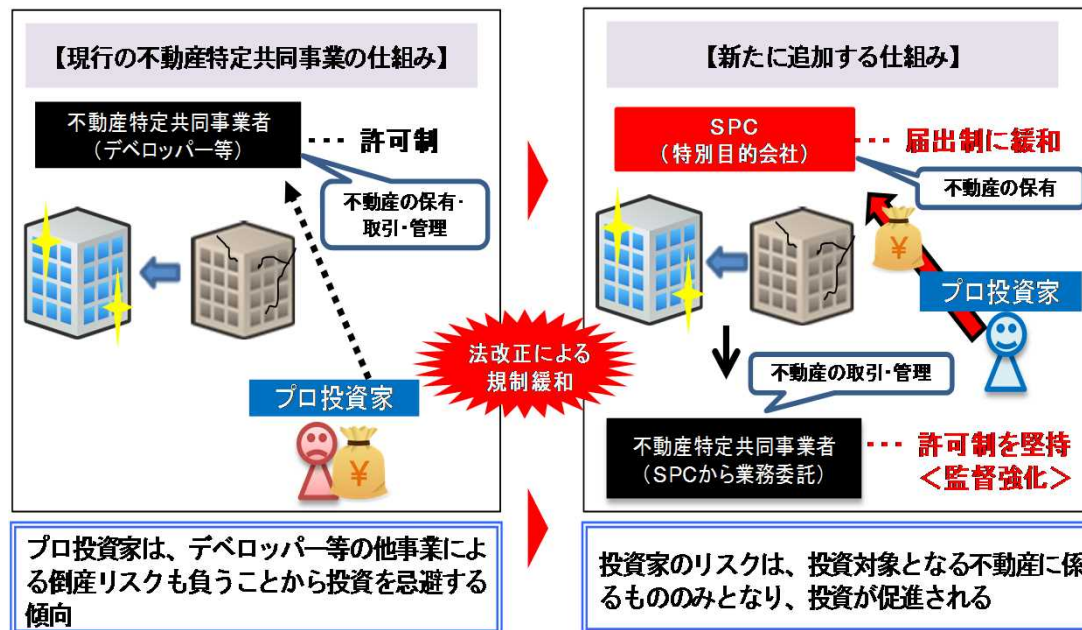 【現行の不動産特定共同事業の仕組み】
不動産特定共同事業者
(デベロッパー等)
･･･ 許可制
不動産の保有･
取引･管理
¥
プロ投資家
プロ投資家は、デベロッパー等の他事業によ
る倒産リスクも負うことから投資を忌避する
傾向
法改正による
規制緩和
【新たに追加する仕組み】
SPC
(特別目的会社)
･･･ 届出制に緩和
不動産の保有
¥
プロ投資家
不動産の取引･管理
不動産特定共同事業者
(SPCから業務委託)
･･･ 許可制を堅持
<監督強化>
投資家のリスクは、投資対象となる不動産に係
るもののみとなり、投資が促進される